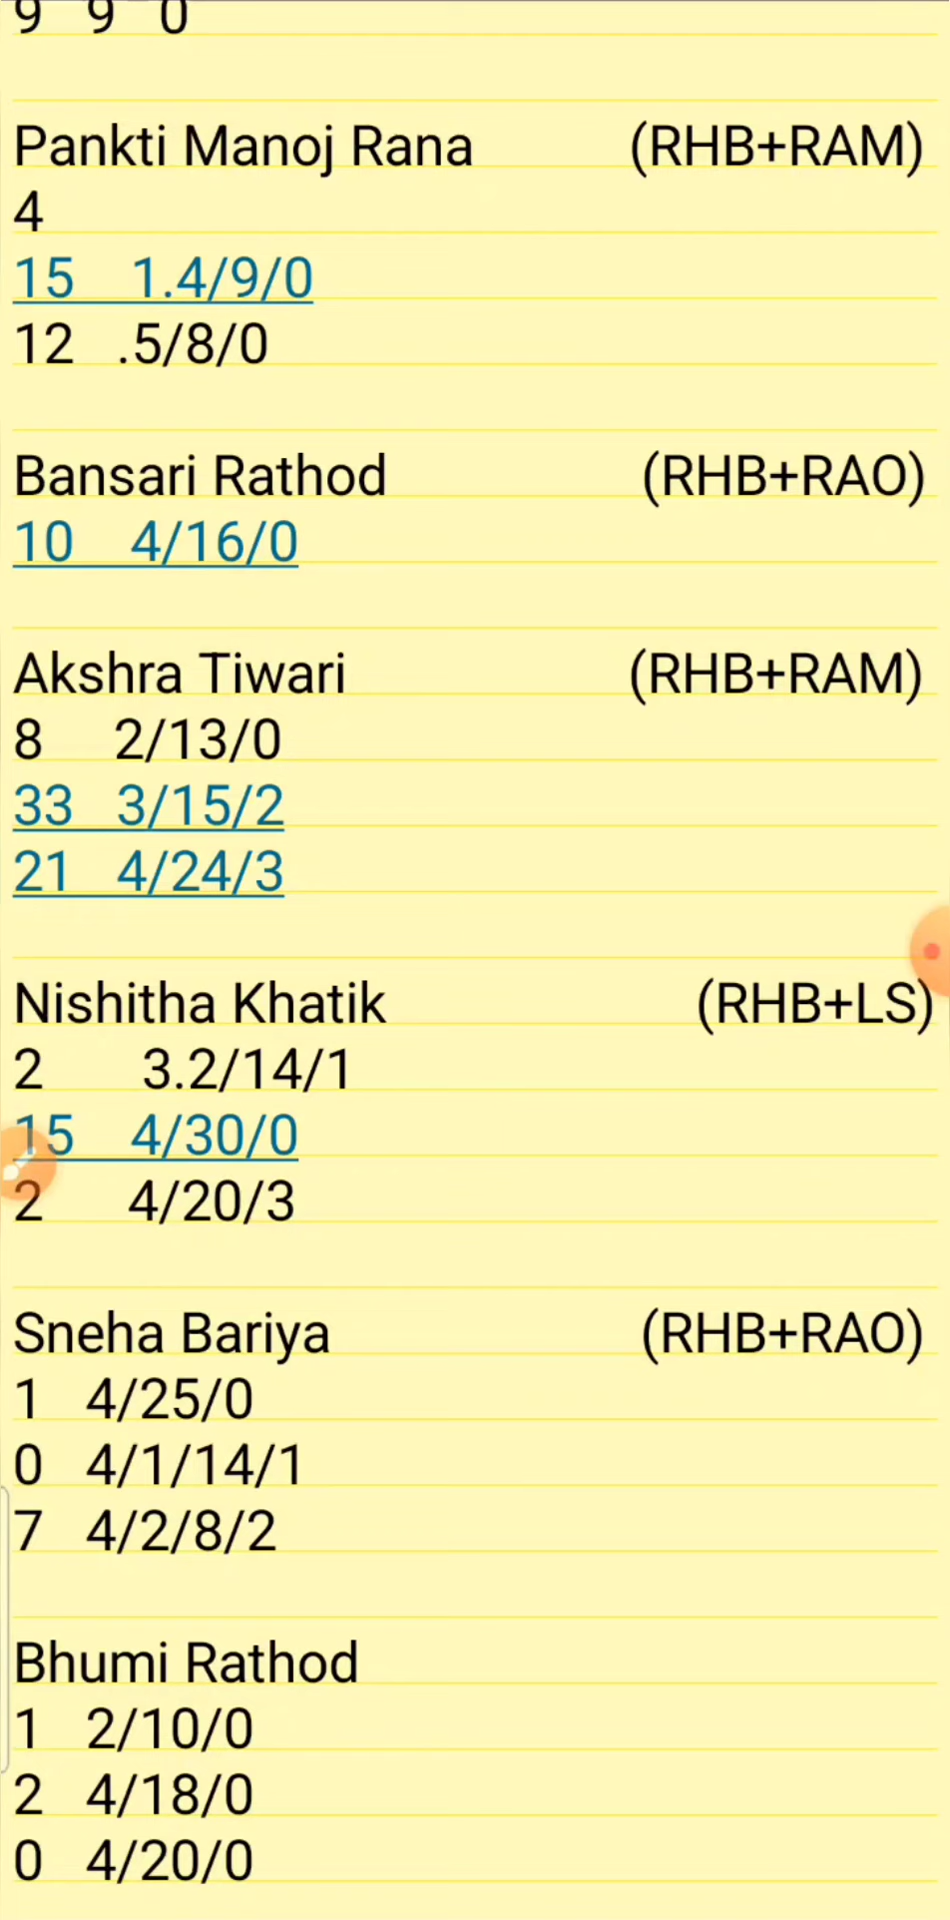 9 9 0
Pankti Manoj Rana (RHB+RAM)
4
15 1.4/9/0
12 .5/8/0
Bansari Rathod (RHB+RAO)
10 4/16/0
Akshra Tiwari (RHB+RAM)
8 2/13/0
33 3/15/2
21 4/24/3
Nishitha Khatik (RHB+LS)
2 3.2/14/1
15 4/30/0
2 4/20/3
Sneha Bariya (RHB+RAO)
1 4/25/0
0 4/1/14/1
7 4/2/8/2
Bhumi Rathod
1 2/10/0
2 4/18/0
0 4/20/0